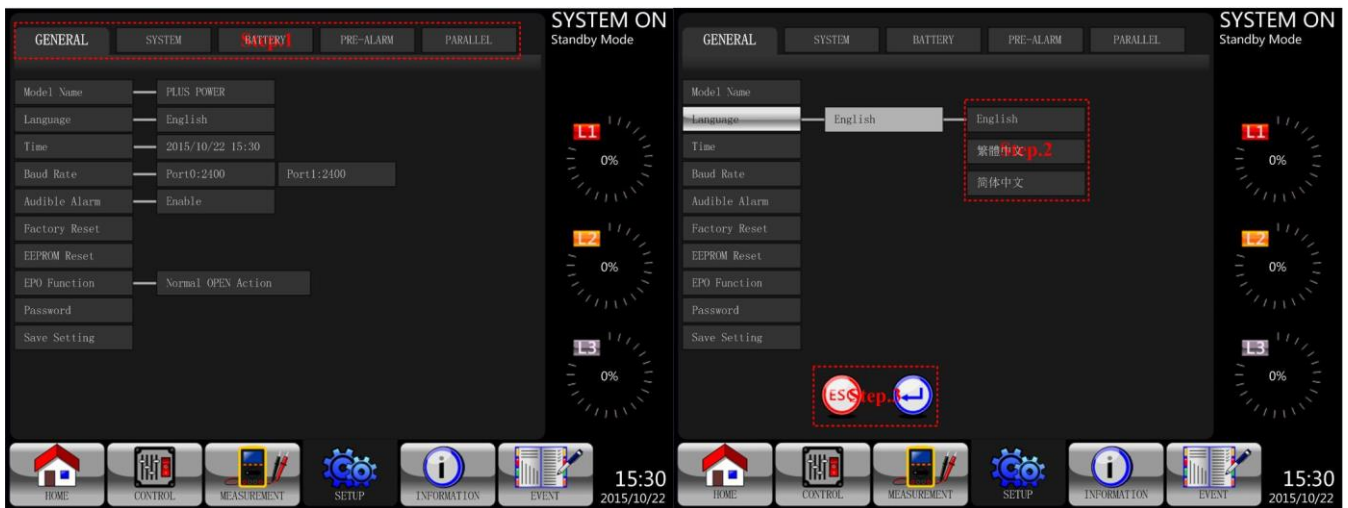 SYSTEM ON
Standby Mode
GENERAL SYSTEM BATTERY PRE-ALARM PARALLEL
Step.1
Model Name PLUS POWER
Language English
Time 2015/10/22 15:30
Baud Rate Port0:2400 Port1:2400
Audible Alarm Enable
Factory Reset
EEPROM Reset
EPO Function Normal OPEN Action
Password
Save Setting
L1
0%
L2
0%
L3
0%
HOME CONTROL MEASUREMENT SETUP INFORMATION EVENT
15:30
2015/10/22
SYSTEM ON
Standby Mode
GENERAL SYSTEM BATTERY PRE-ALARM PARALLEL
Model Name
Language English English
Time 繁體中文
Step.2
Baud Rate 简体中文
Audible Alarm
Factory Reset
EEPROM Reset
EPO Function
Password
Save Setting
ESC
Step.3
L1
0%
L2
0%
L3
0%
HOME CONTROL MEASUREMENT SETUP INFORMATION EVENT
15:30
2015/10/22